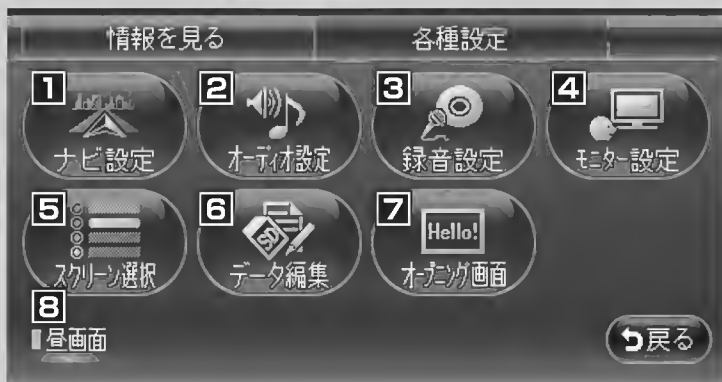 情報を見る 各種設定
1 2 3 4
ナビ設定 オーディオ設定 録音設定 モニター設定
5 6 7
SD Hello!
スクリーン選択 データ編集 オープニング画面
8
昼画面 戻る